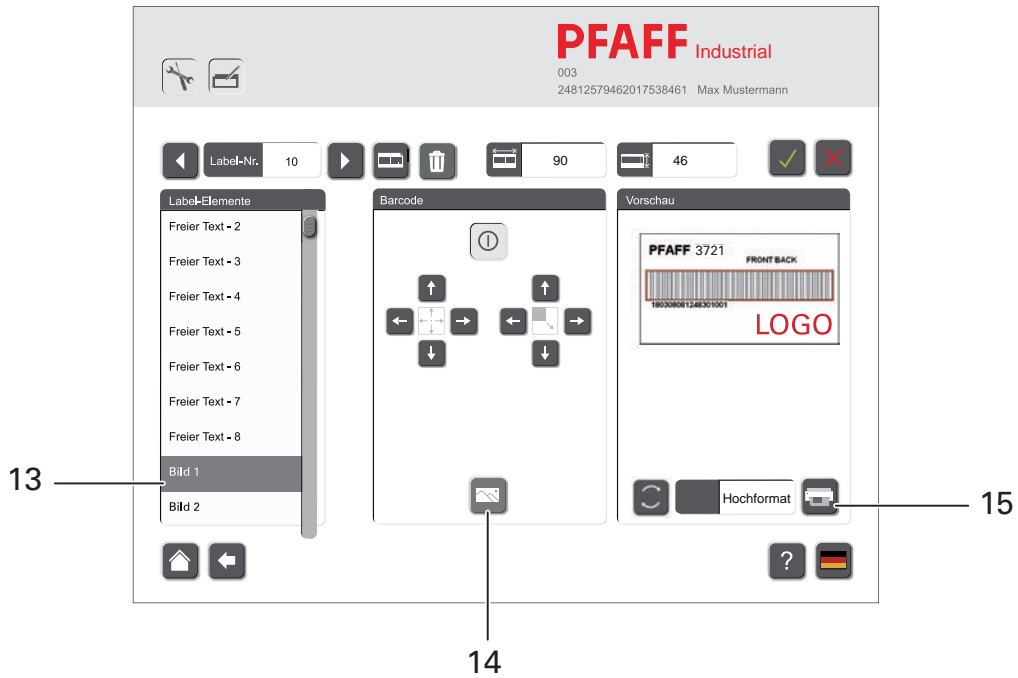 PFAFF Industrial
003
24812579462017538461 Max Mustermann
Label-Nr. 10 90 46
Label-Elemente
Freier Text - 2
Freier Text - 3
Freier Text - 4
Freier Text - 5
Freier Text - 6
Freier Text - 7
Freier Text - 8
Bild 1
Bild 2
Barcode
Vorschau
PFAFF 3721
FRONT BACK
180308081248301001
LOGO
Hochformat
?
13
14
15